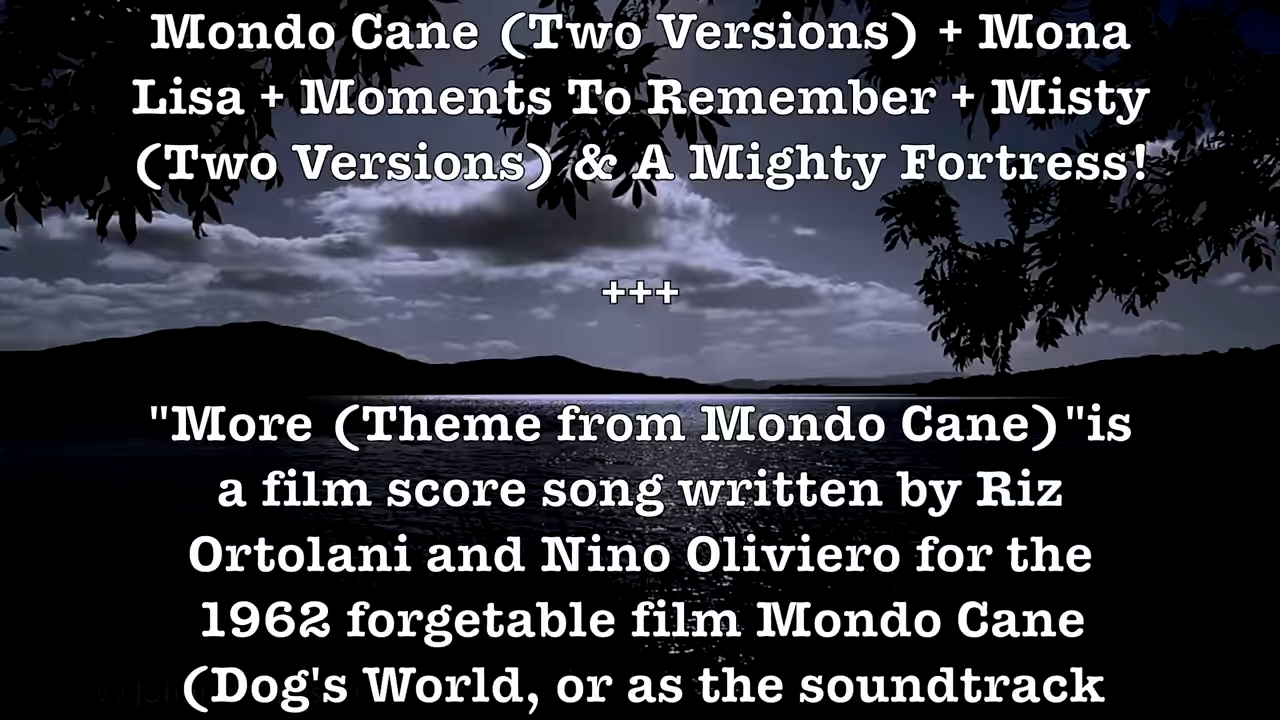 Mondo Cane (Two Versions) + Mona
Lisa + Moments To Remember + Misty
(Two Versions) & A Mighty Fortress!
+++
"More (Theme from Mondo Cane)"is
a film score song written by Riz
Ortolani and Nino Oliviero for the
1962 forgetable film Mondo Cane
(Dog's World, or as the soundtrack